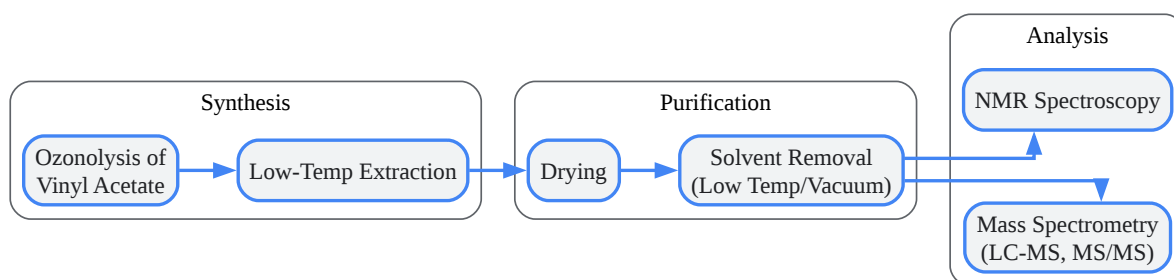 Synthesis
Ozonolysis of
Vinyl Acetate
Low-Temp Extraction
Purification
Drying
Solvent Removal
(Low Temp/Vacuum)
Analysis
NMR Spectroscopy
Mass Spectrometry
(LC-MS, MS/MS)